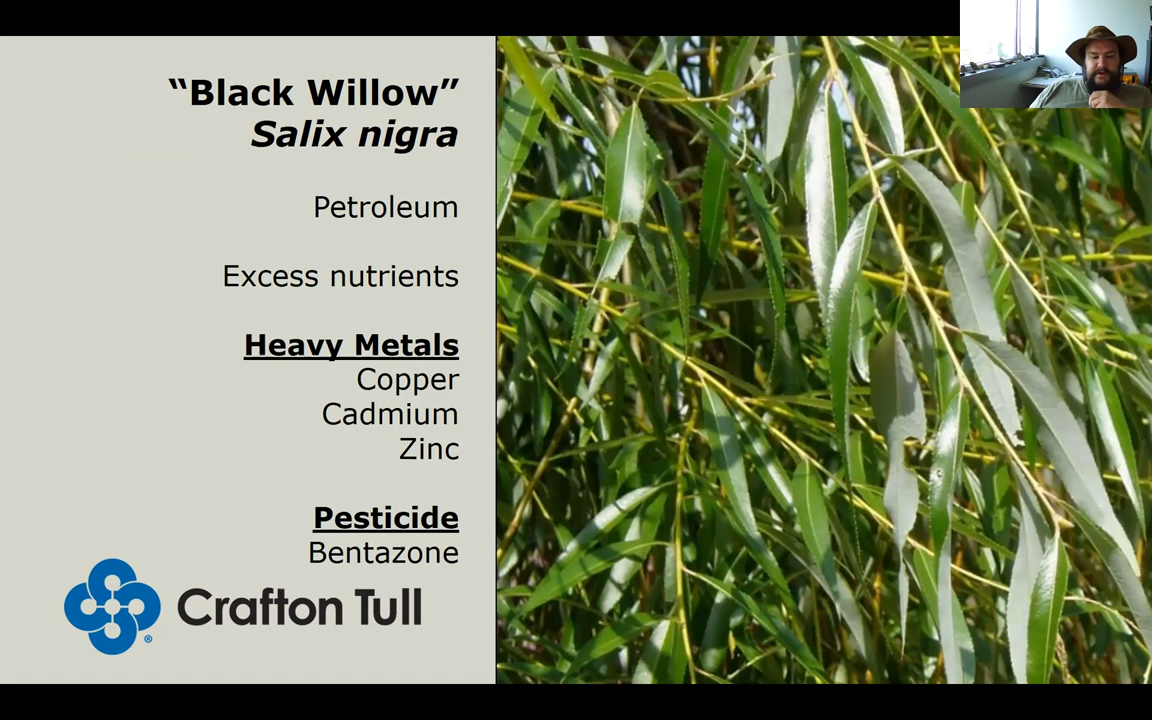 “Black Willow”
Salix nigra
Petroleum
Excess nutrients
Heavy Metals
Copper
Cadmium
Zinc
Pesticide
Bentazone
Crafton Tull
®